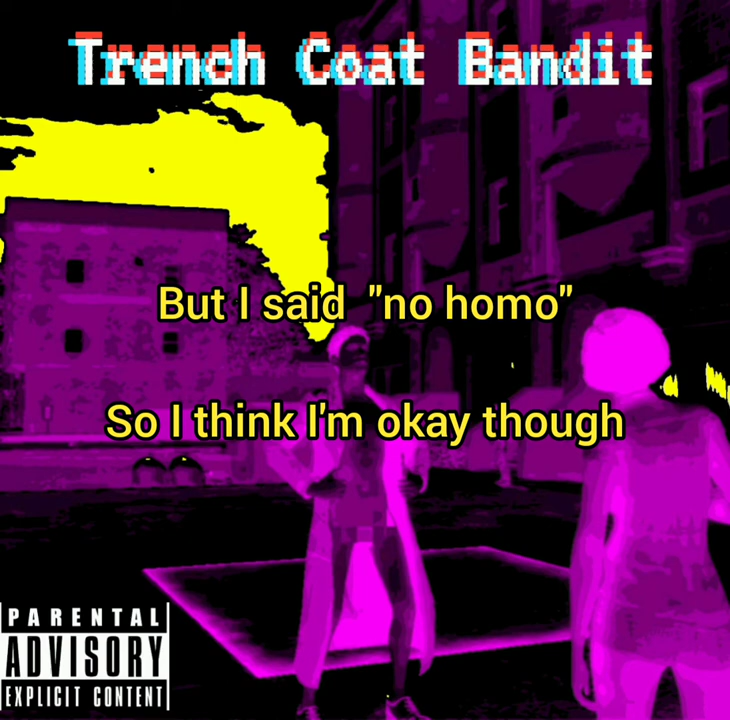 Trench Coat Bandit
But I said "no homo"
So I think I'm okay though
PARENTAL
ADVISORY
EXPLICIT CONTENT